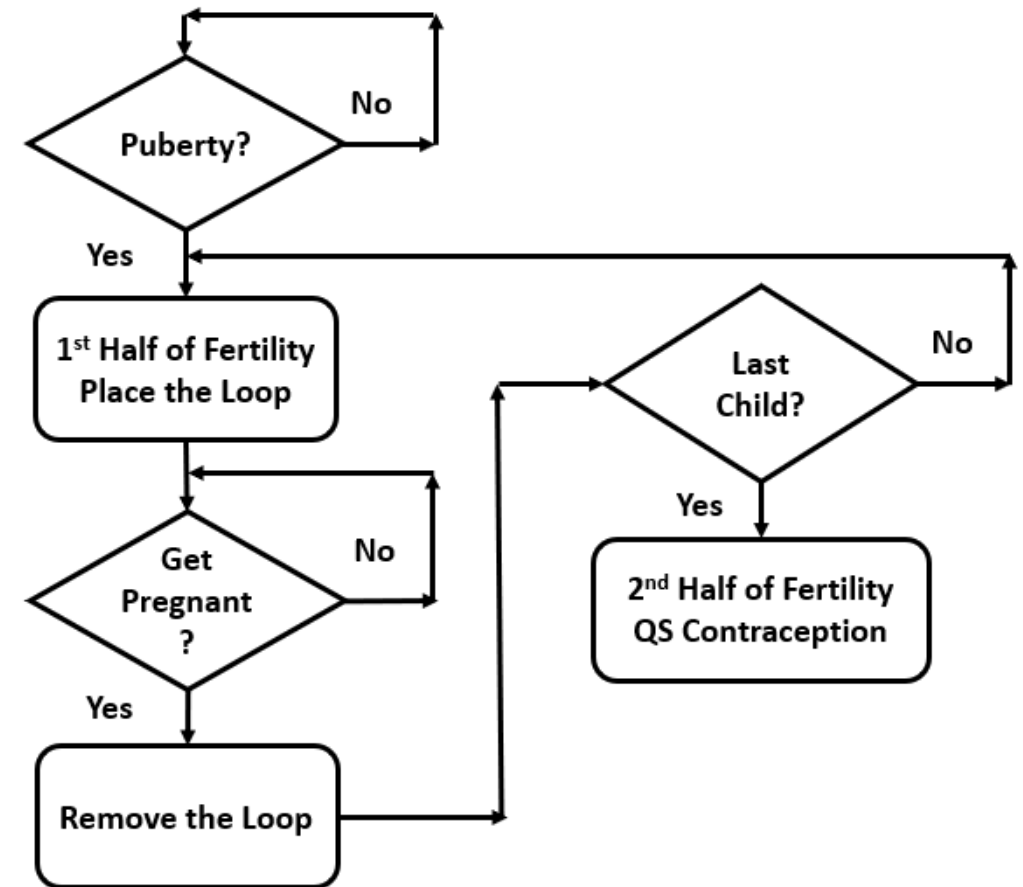 Puberty?
No
Yes
1st Half of Fertility
Place the Loop
Get
Pregnant
?
No
Yes
Remove the Loop
Last
Child?
No
Yes
2nd Half of Fertility
QS Contraception